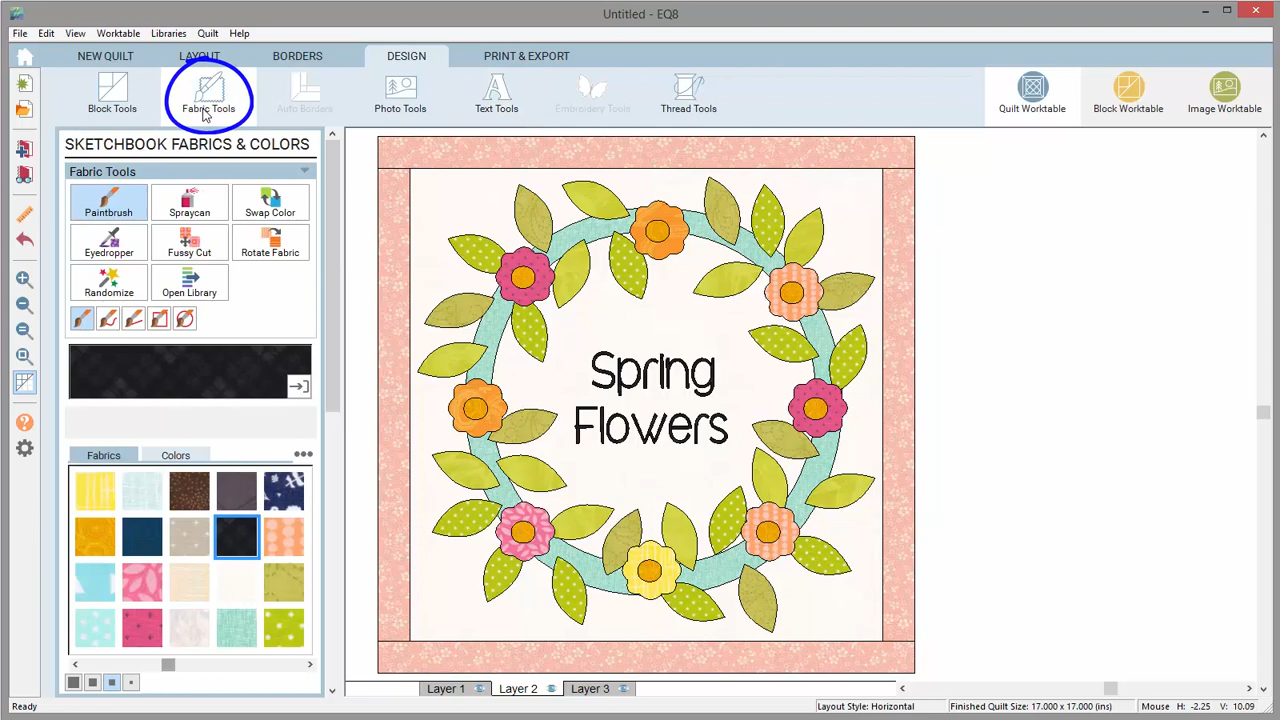 Untitled - EQ8
File Edit View Worktable Libraries Quilt Help
NEW QUILT LAYOUT BORDERS DESIGN PRINT & EXPORT
Block Tools Fabric Tools Auto Borders Photo Tools Text Tools Embroidery Tools Thread Tools Quilt Worktable Block Worktable Image Worktable
SKETCHBOOK FABRICS & COLORS
Fabric Tools
Paintbrush Spraycan Swap Color
Eyedropper Fussy Cut Rotate Fabric
Randomize Open Library
Fabrics Colors
Spring
Flowers
Layer 1 Layer 2 Layer 3
Ready Layout Style: Horizontal Finished Quilt Size: 17.000 x 17.000 (ins) Mouse H: -2.25 V: 10.09